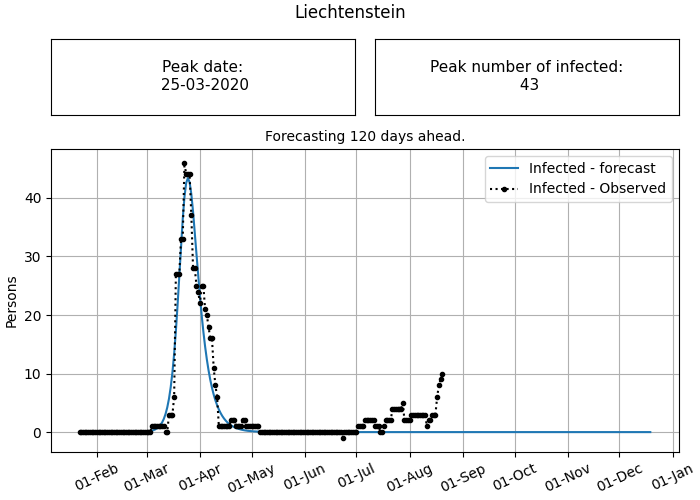 Liechtenstein
Peak date:
25-03-2020
Peak number of infected:
43
Forecasting 120 days ahead.
Infected - forecast
Infected - Observed
Persons
40
30
20
10
0
01-Feb
01-Mar
01-Apr
01-May
01-Jun
01-Jul
01-Aug
01-Sep
01-Oct
01-Nov
01-Dec
01-Jan